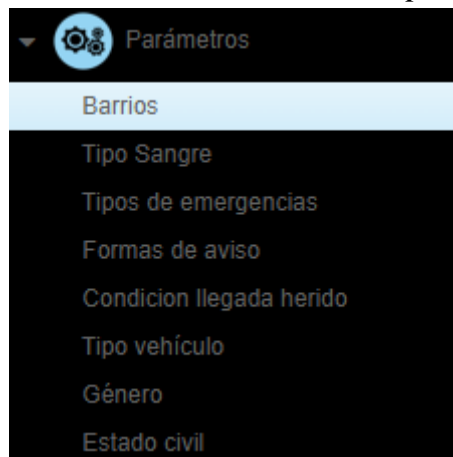 Parámetros
Barrios
Tipo Sangre
Tipos de emergencias
Formas de aviso
Condicion llegada herido
Tipo vehículo
Género
Estado civil